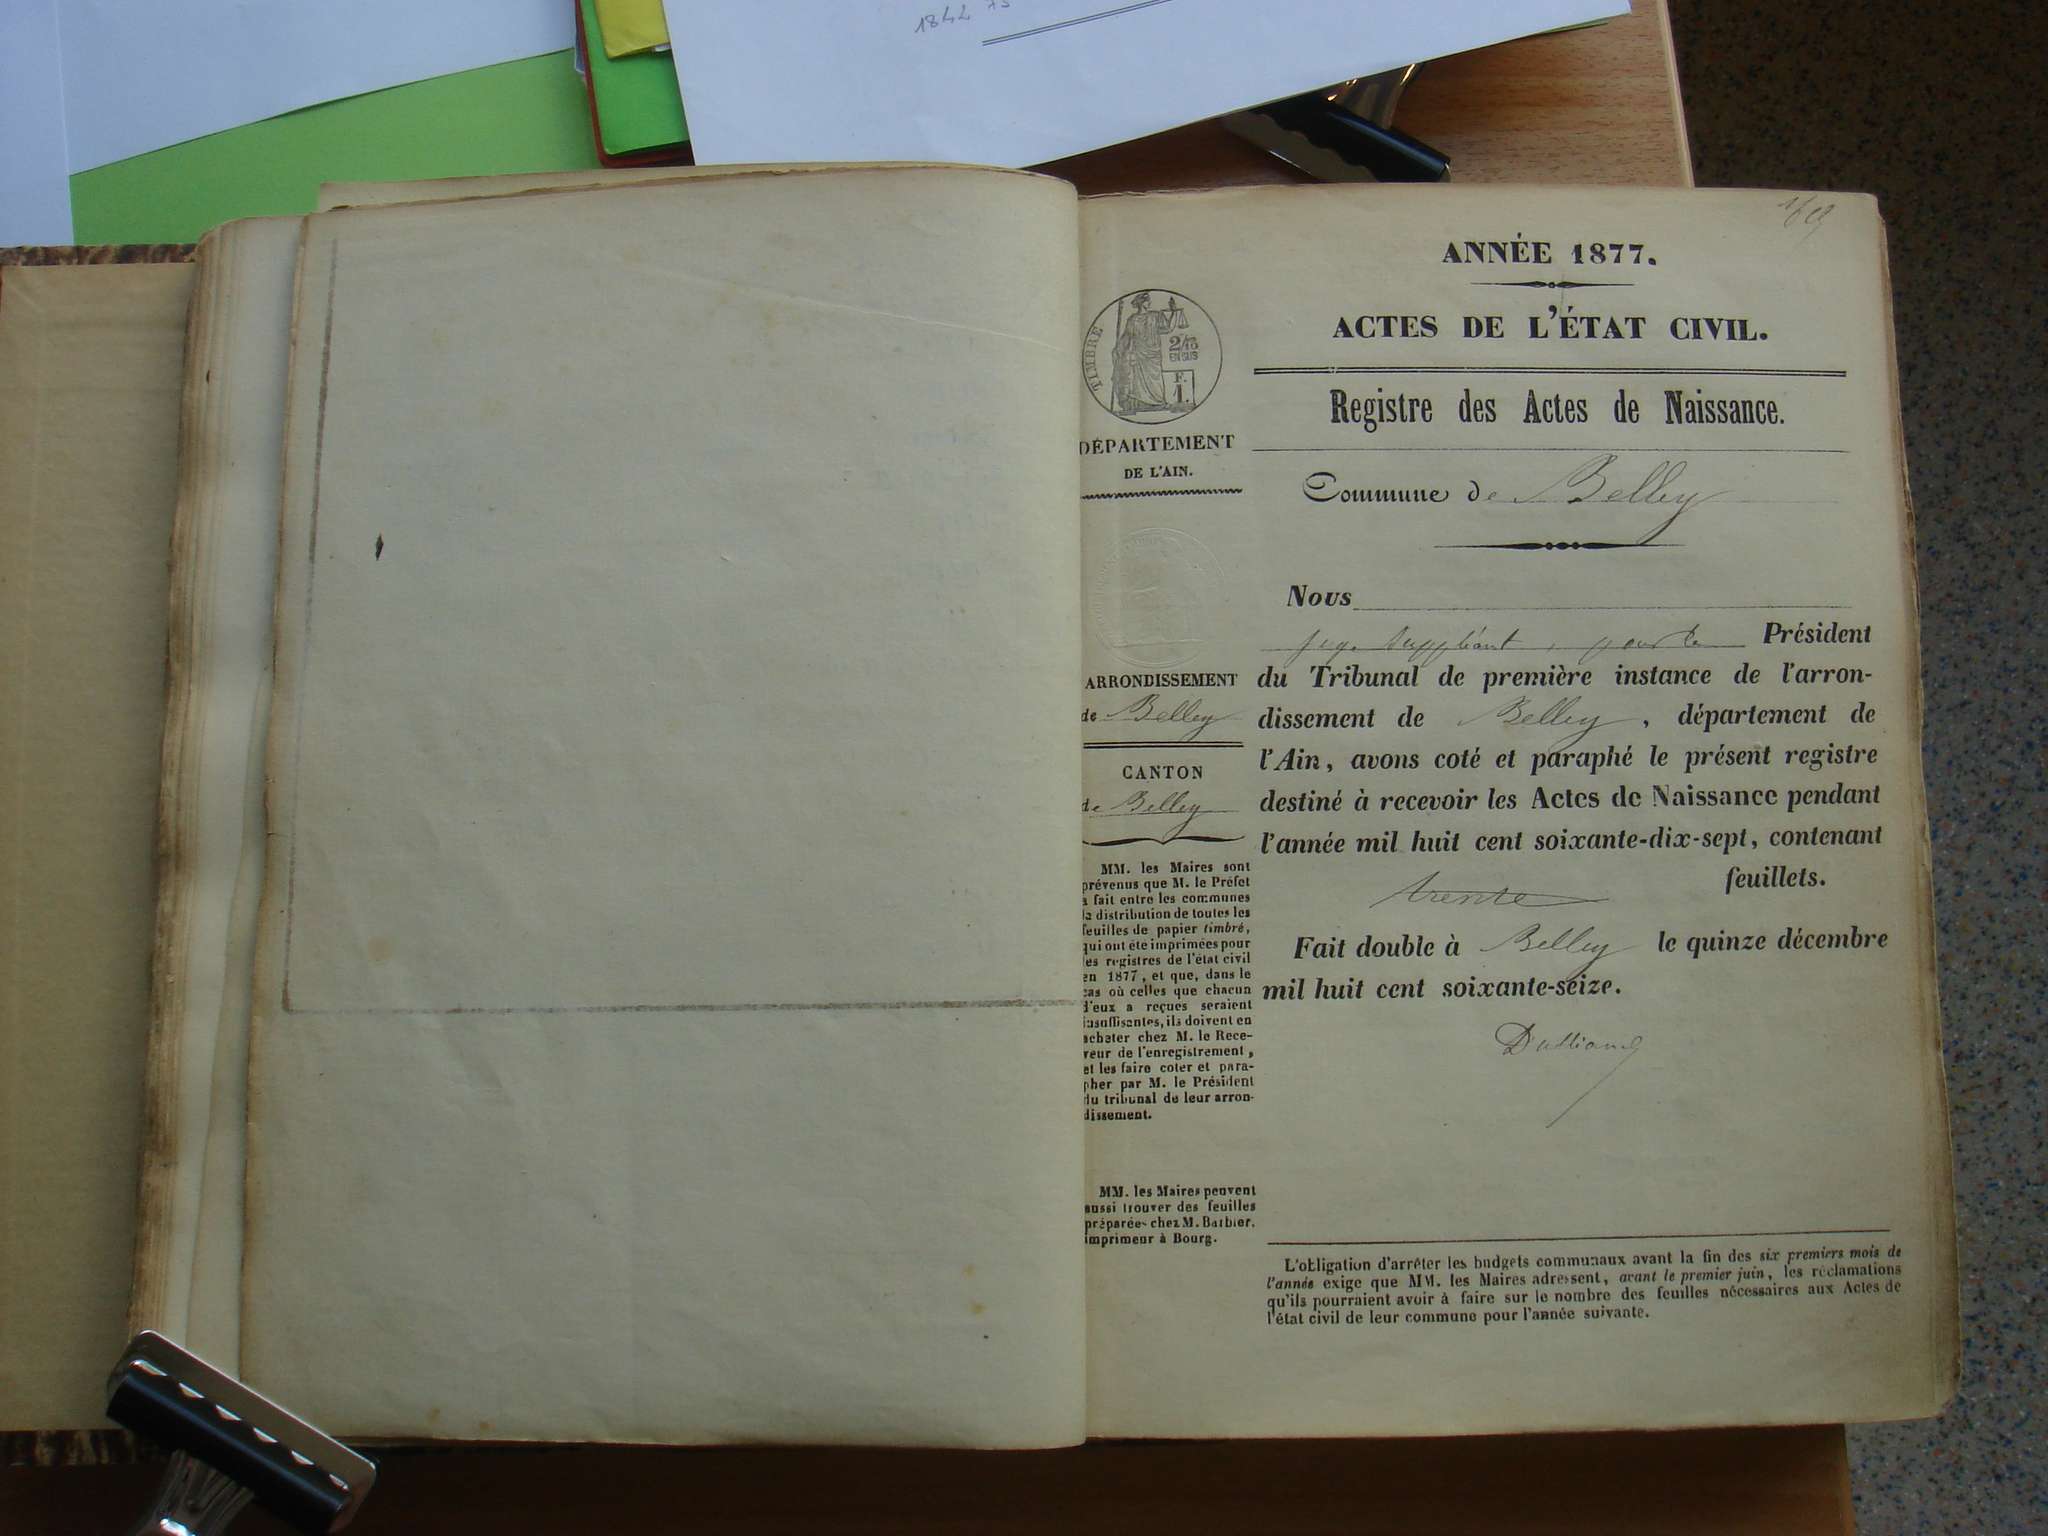 1842
ANNÉE 1877.
ACTES DE L'ÉTAT CIVIL.
Registre des Actes de Naissance.
Commune de Belley
Nous
juge suppléant, pour le Président
du Tribunal de première instance de l'arron-
dissement de Belley, département de
l'Ain, avons coté et paraphé le présent registre
destiné à recevoir les Actes de Naissance pendant
l'année mil huit cent soixante-dix-sept, contenant
trente feuillets.
Fait double à Belley le quinze décembre
mil huit cent soixante-seize.
TIMBRE
2/10
EN SUS
F.
1.
DÉPARTEMENT
DE L'AIN.
ARRONDISSEMENT
de Belley
CANTON
de Belley
MM. les Maires sont
prévenus que M. le Préfet
a fait entre les communes
la distribution de toutes les
feuilles de papier timbré,
qui ont été imprimées pour
les registres de l'état civil
en 1877, et que, dans le
cas où celles que chacun
d'eux a reçues seraient
insuffisantes, ils doivent en
acheter chez M. le Rece-
veur de l'enregistrement,
et les faire coter et para-
pher par M. le Président
du tribunal de leur arron-
dissement.
MM. les Maires peuvent
aussi trouver des feuilles
préparées chez M. Barbier,
imprimeur à Bourg.
L'obligation d'arrêter les budgets communaux avant la fin des six premiers mois de
l'année exige que MM. les Maires adressent, avant le premier juin, les réclamations
qu'ils pourraient avoir à faire sur le nombre des feuilles nécessaires aux Actes de
l'état civil de leur commune pour l'année suivante.